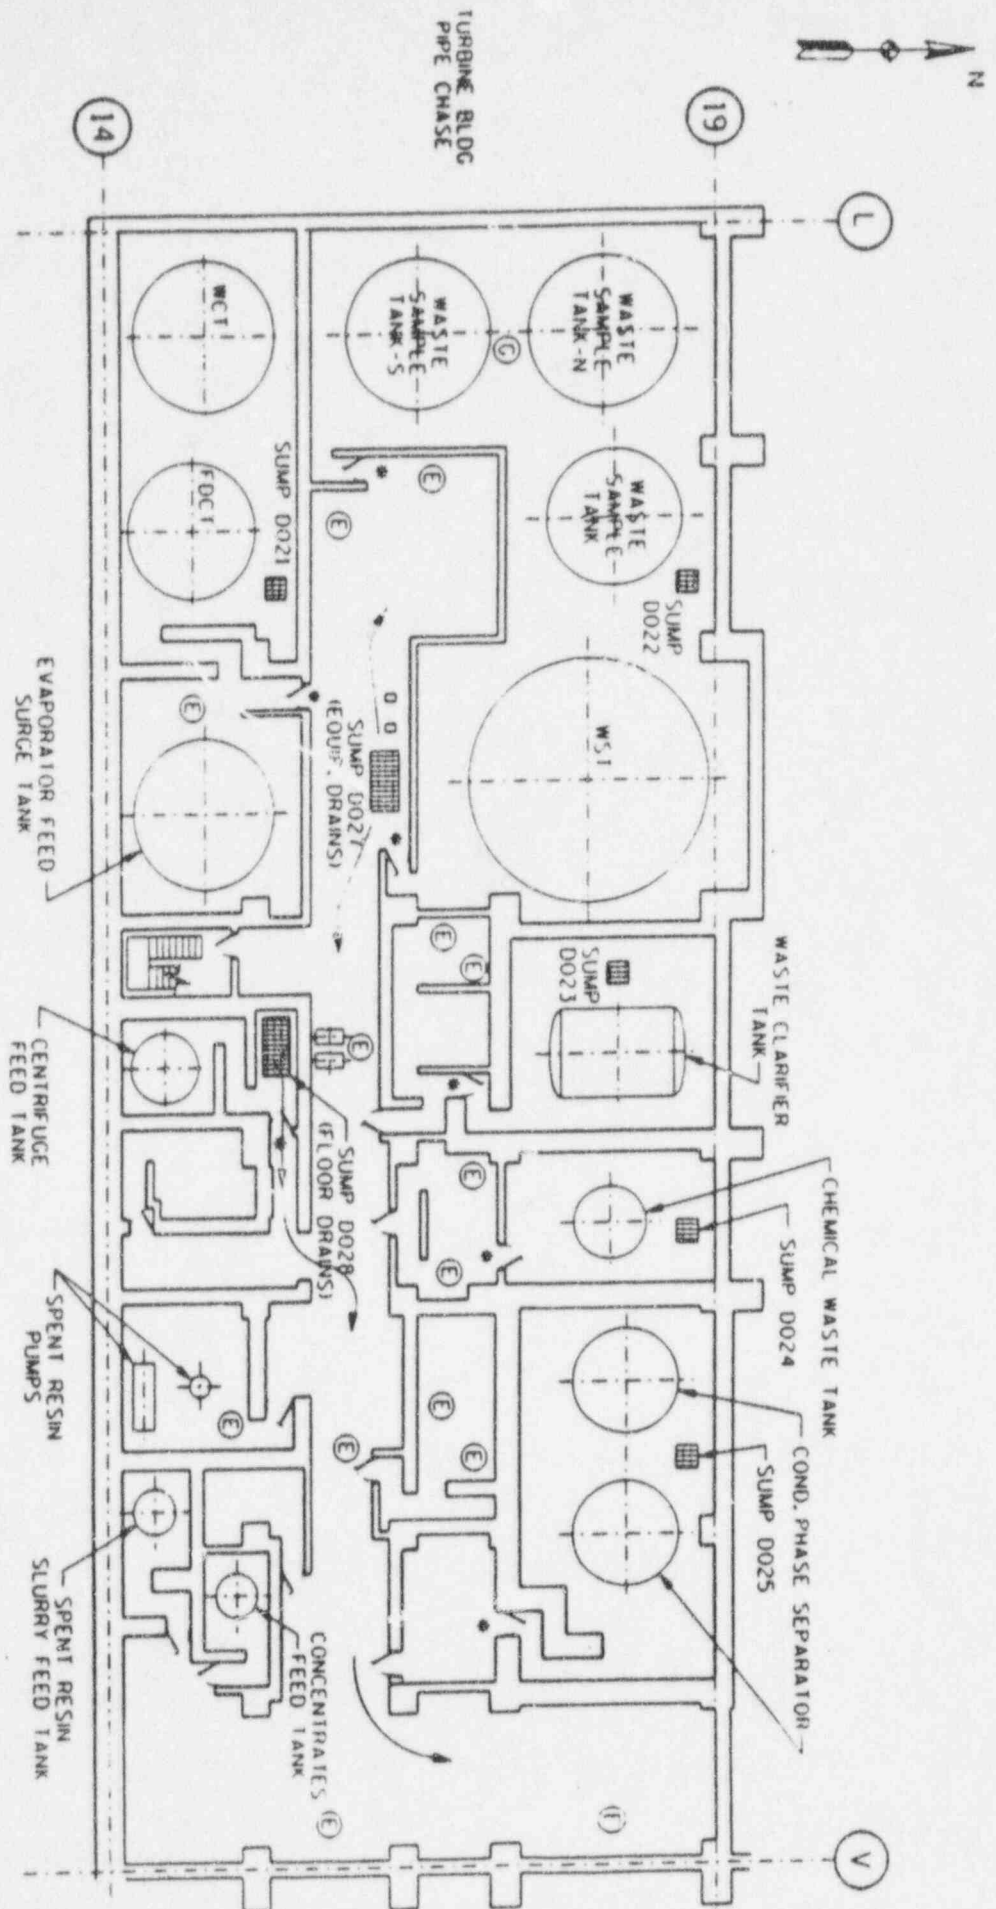 N
TURBINE BLDG
PIPE CHASE
14
19
L
WCT
WASTE
SAMPLE
TANK-S
WASTE
SAMPLE
TANK-N
G
FDCT
SUMP D021
E
E
WASTE
SAMPLE
TANK
SUMP
D022
EVAPORATOR FEED
SURGE TANK
E
SUMP D027
(EQUIP. DRAINS)
WST
E
E
SUMP
D023
WASTE CLARIFIER
TANK
CENTRIFUGE
FEED TANK
E
SUMP D028
(FLOOR DRAINS)
E
E
CHEMICAL WASTE TANK
SUMP D024
SPENT RESIN
PUMPS
E
E
E
E
COND. PHASE SEPARATOR
SUMP D025
SPENT RESIN
SLURRY FEED TANK
CONCENTRATES
FEED TANK
E
V